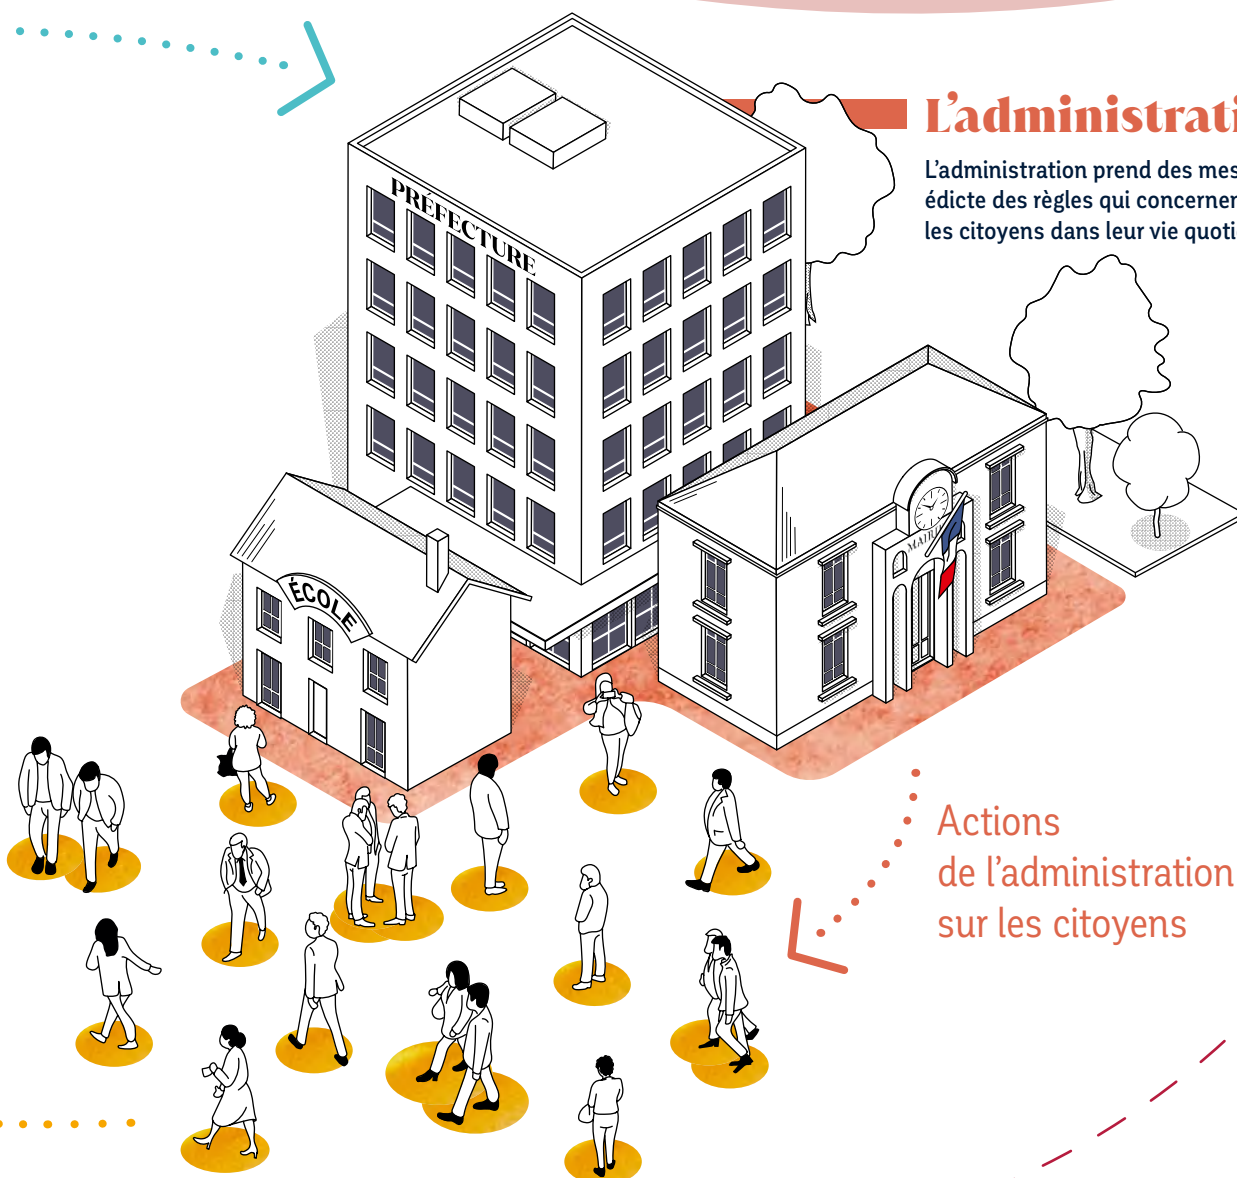 L'administrati
L'administration prend des mes
édicte des règles qui concerner
les citoyens dans leur vie quoti
PRÉFECTURE
MAIRIE
ÉCOLE
Actions
de l'administration
sur les citoyens